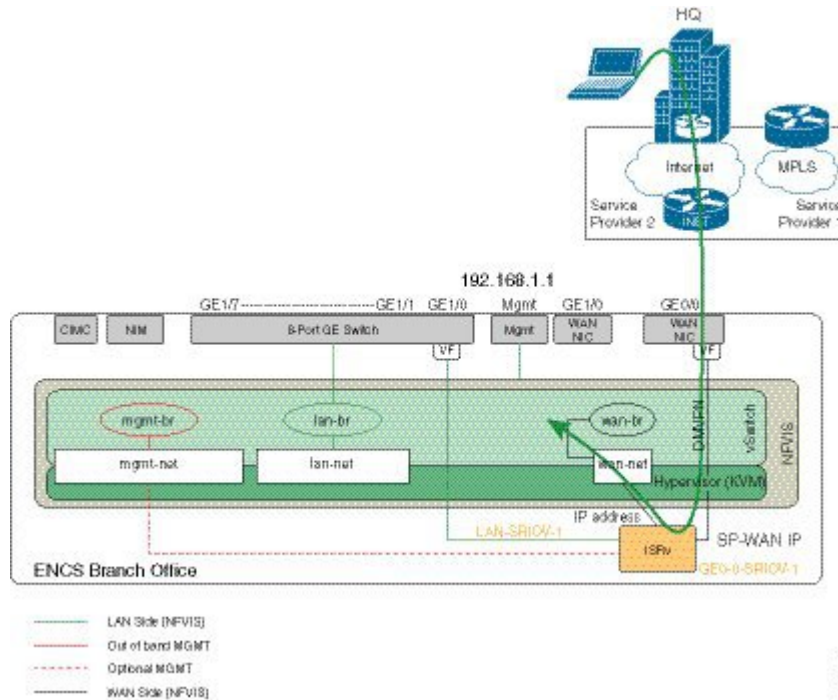 HQ
Internet
MPLS
Service Provider 2
INET
Service Provider 1
192.168.1.1
GE1/7
GE1/1
GE1/0
Mgmt
GE1/0
GE0/0
CIMC
NIM
8-Port GE Switch
Mgmt
WAN NIC
WAN NIC
VF
VF
mgmt-br
lan-br
wan-br
DMVPN
vSwitch
NFVIS
mgmt-net
lan-net
wan-net
Hypervisor (KVM)
IP address
LAN-SRIOV-1
ISRv
SP-WAN IP
GE0-0-SRIOV-1
ENCS Branch Office
LAN Side (NFVIS)
Out of band MGMT
Optional MGMT
WAN Side (NFVIS)